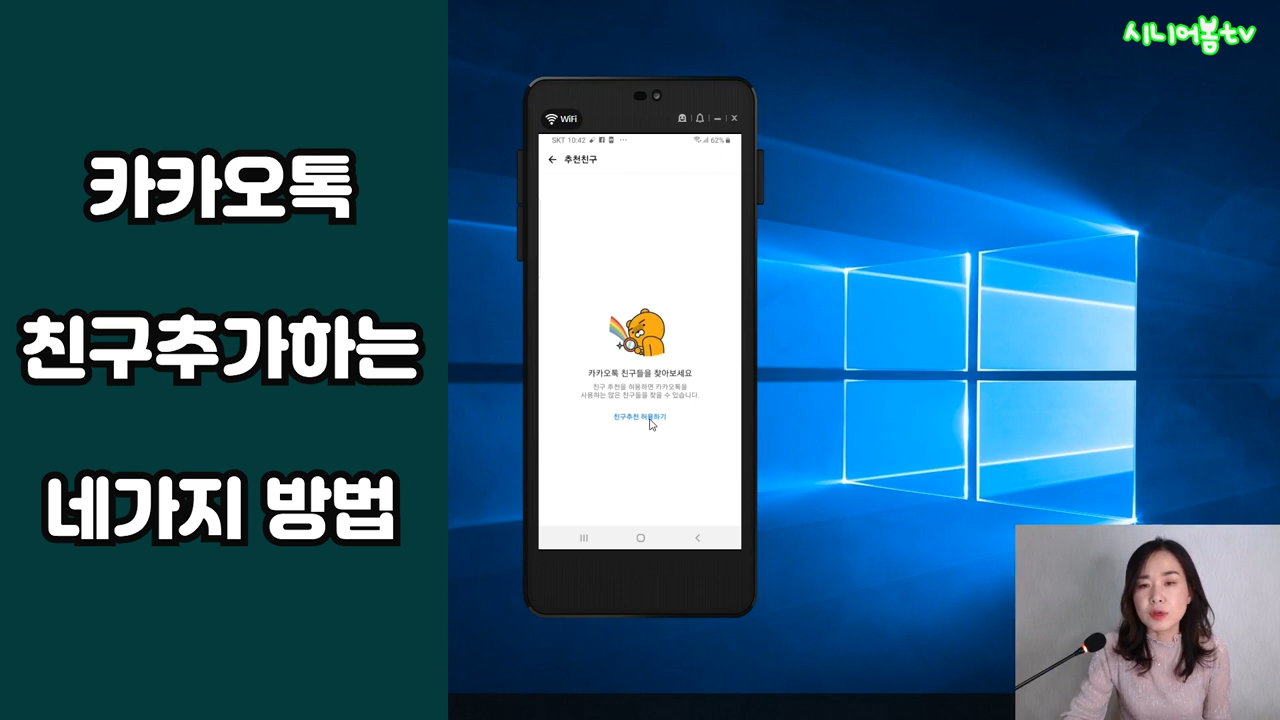 카카오톡
친구추가하는
네가지 방법
시니어봄tv
WiFi
SKT 10:42
62%
추천친구
카카오톡 친구들을 찾아보세요
친구 추천을 허용하면 카카오톡을
사용하는 많은 친구들을 찾을 수 있습니다.
친구추천 허용하기